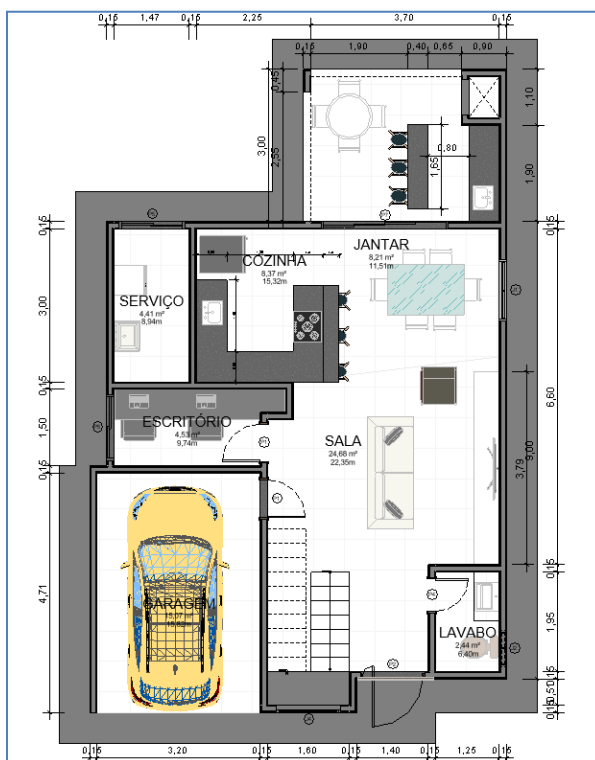 0,15 1,47 0,15 2,25 3,70 0,15
0,15 1,90 0,40 0,65 0,90
0,45
3,00
2,55
1,10
1,90
1,65
0,80
0,15
3,00
0,15
1,50
0,15
4,71
0,15
6,60
9,00
3,79
0,15
1,95
0,15
0,51
0,15
JANTAR
8,21 m²
11,51m
COZINHA
8,37 m²
15,32m
SERVIÇO
4,41 m²
8,94m
ESCRITÓRIO
4,53 m²
9,74m
SALA
24,68 m²
22,35m
GARAGEM
LAVABO
2,44 m²
6,40m
0,15 3,20 0,15 1,60 0,15 1,40 0,15 1,25 0,15